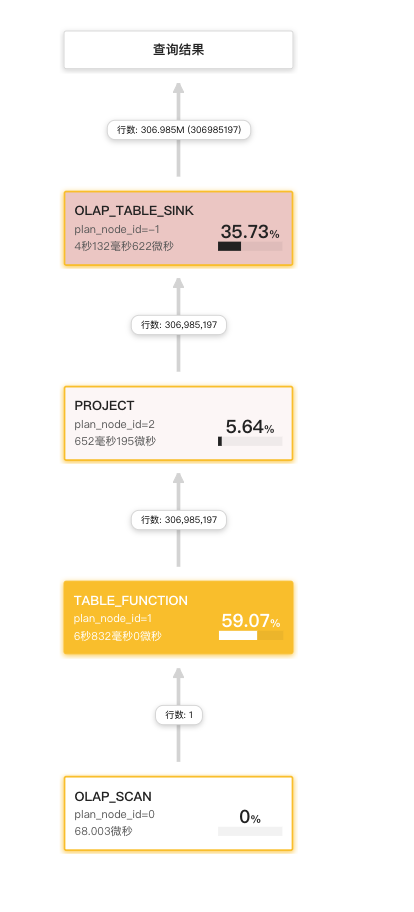 查询结果
行数: 306.985M (306985197)
OLAP_TABLE_SINK
plan_node_id=-1
4秒132毫秒622微秒
35.73%
行数: 306,985,197
PROJECT
plan_node_id=2
652毫秒195微秒
5.64%
行数: 306,985,197
TABLE_FUNCTION
plan_node_id=1
6秒832毫秒0微秒
59.07%
行数: 1
OLAP_SCAN
plan_node_id=0
68.003微秒
0%